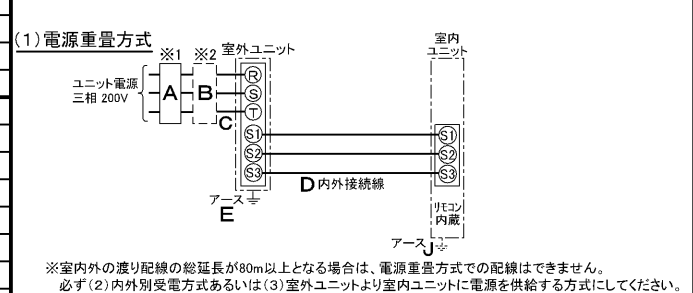 (1)電源重畳方式
※1 ※2 室外ユニット
室内
ユニット
ユニット電源
三相 200V
A B
R
S
T
C
S1 S1
S2 S2
S3 S3
D 内外接続線
アース
E
リモコン
内蔵
アース J
※室内外の渡り配線の総延長が80m以上となる場合は、電源重畳方式での配線はできません。
必ず(2)内外別受電方式あるいは(3)室外ユニットより室内ユニットに電源を供給する方式にしてください。